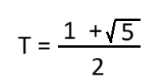 T = (1 + √5) / 2